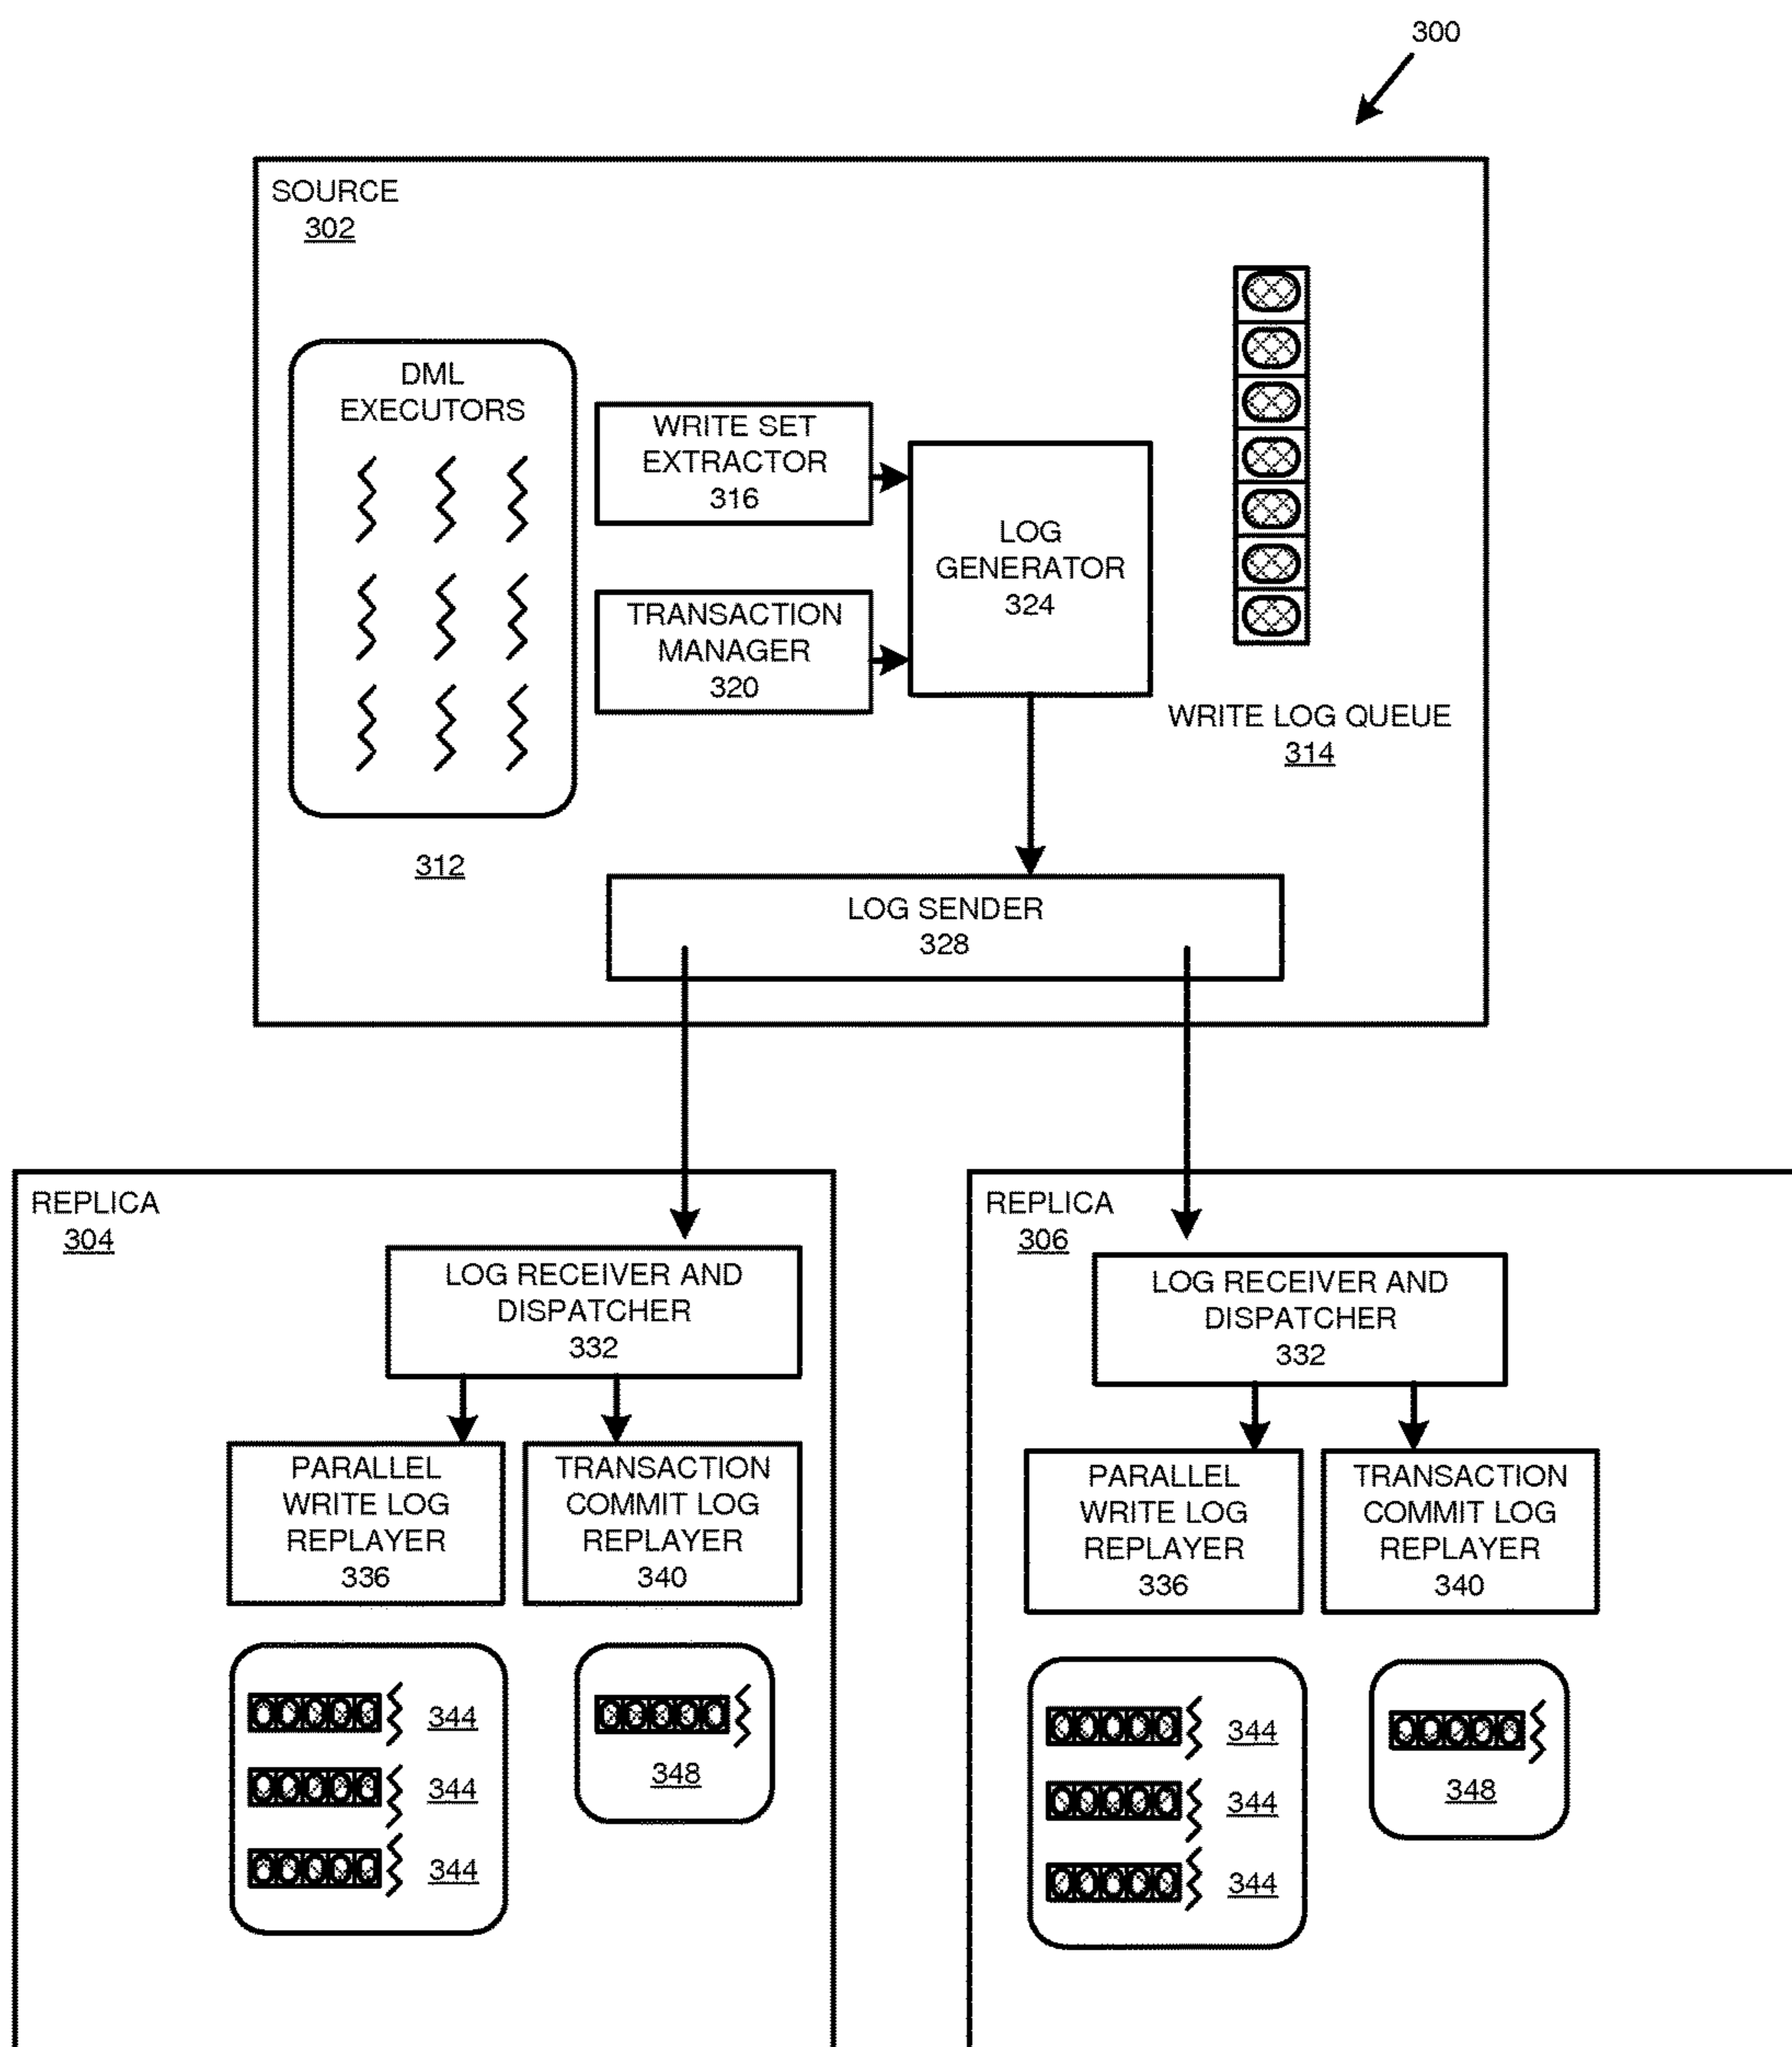 300
SOURCE
302
DML
EXECUTORS
312
WRITE SET
EXTRACTOR
316
TRANSACTION
MANAGER
320
LOG
GENERATOR
324
WRITE LOG QUEUE
314
LOG SENDER
328
REPLICA
304
LOG RECEIVER AND
DISPATCHER
332
PARALLEL
WRITE LOG
REPLAYER
336
TRANSACTION
COMMIT LOG
REPLAYER
340
344
344
344
348
REPLICA
306
LOG RECEIVER AND
DISPATCHER
332
PARALLEL
WRITE LOG
REPLAYER
336
TRANSACTION
COMMIT LOG
REPLAYER
340
344
344
344
348